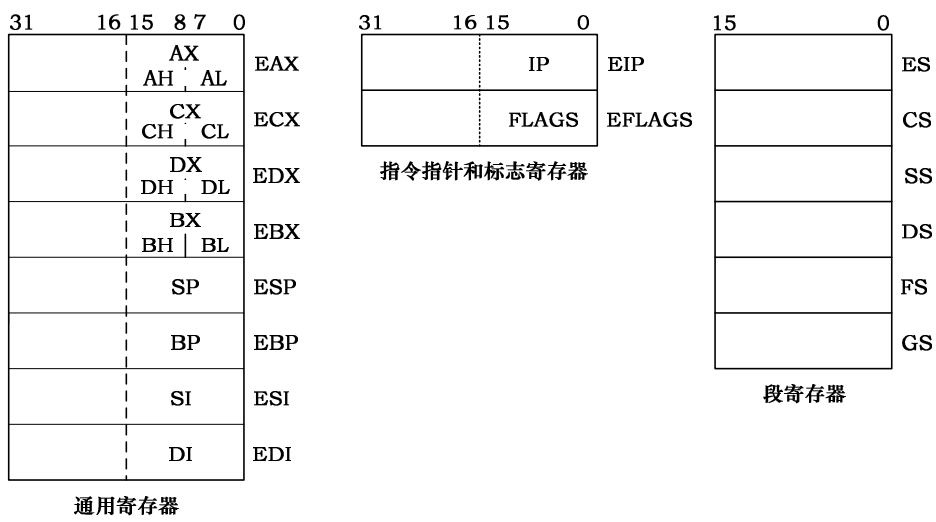 31 16 15 8 7 0
AX
AH AL EAX
CX
CH CL ECX
DX
DH DL EDX
BX
BH BL EBX
SP ESP
BP EBP
SI ESI
DI EDI
通用寄存器
31 16 15 0
IP EIP
FLAGS EFLAGS
指令指针和标志寄存器
15 0
ES
CS
SS
DS
FS
GS
段寄存器